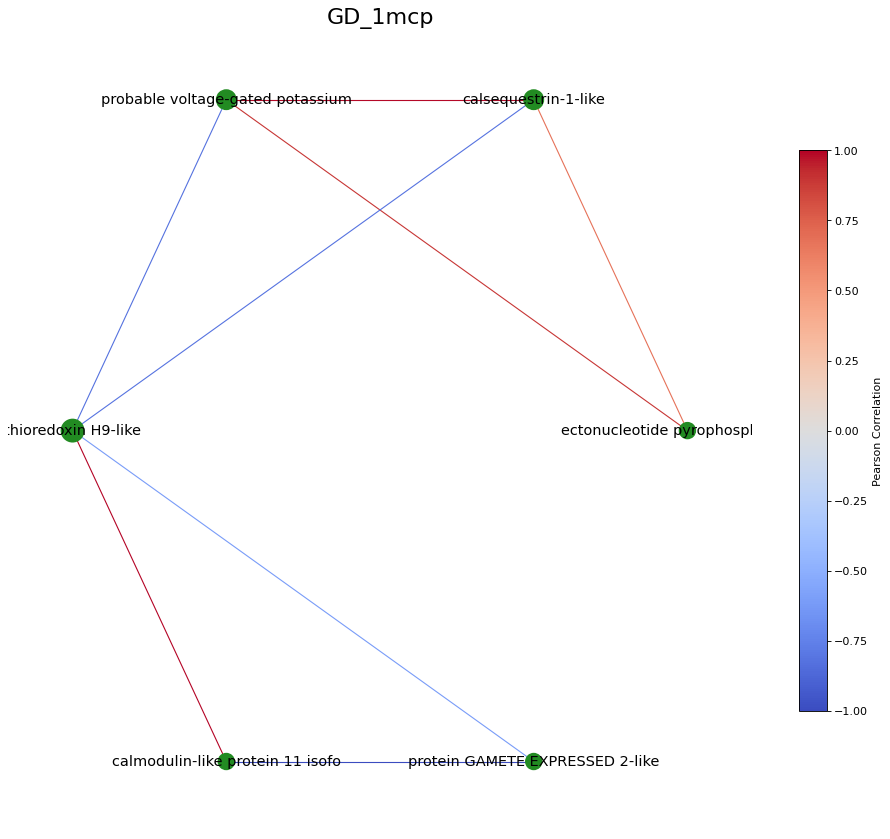 GD_1mcp
probable voltage-gated potassium
calsequestrin-1-like
thioredoxin H9-like
ectonucleotide pyrophospl
calmodulin-like protein 11 isofo
protein GAMETE EXPRESSED 2-like
1.00
0.75
0.50
0.25
0.00
−0.25
−0.50
−0.75
−1.00
Pearson Correlation